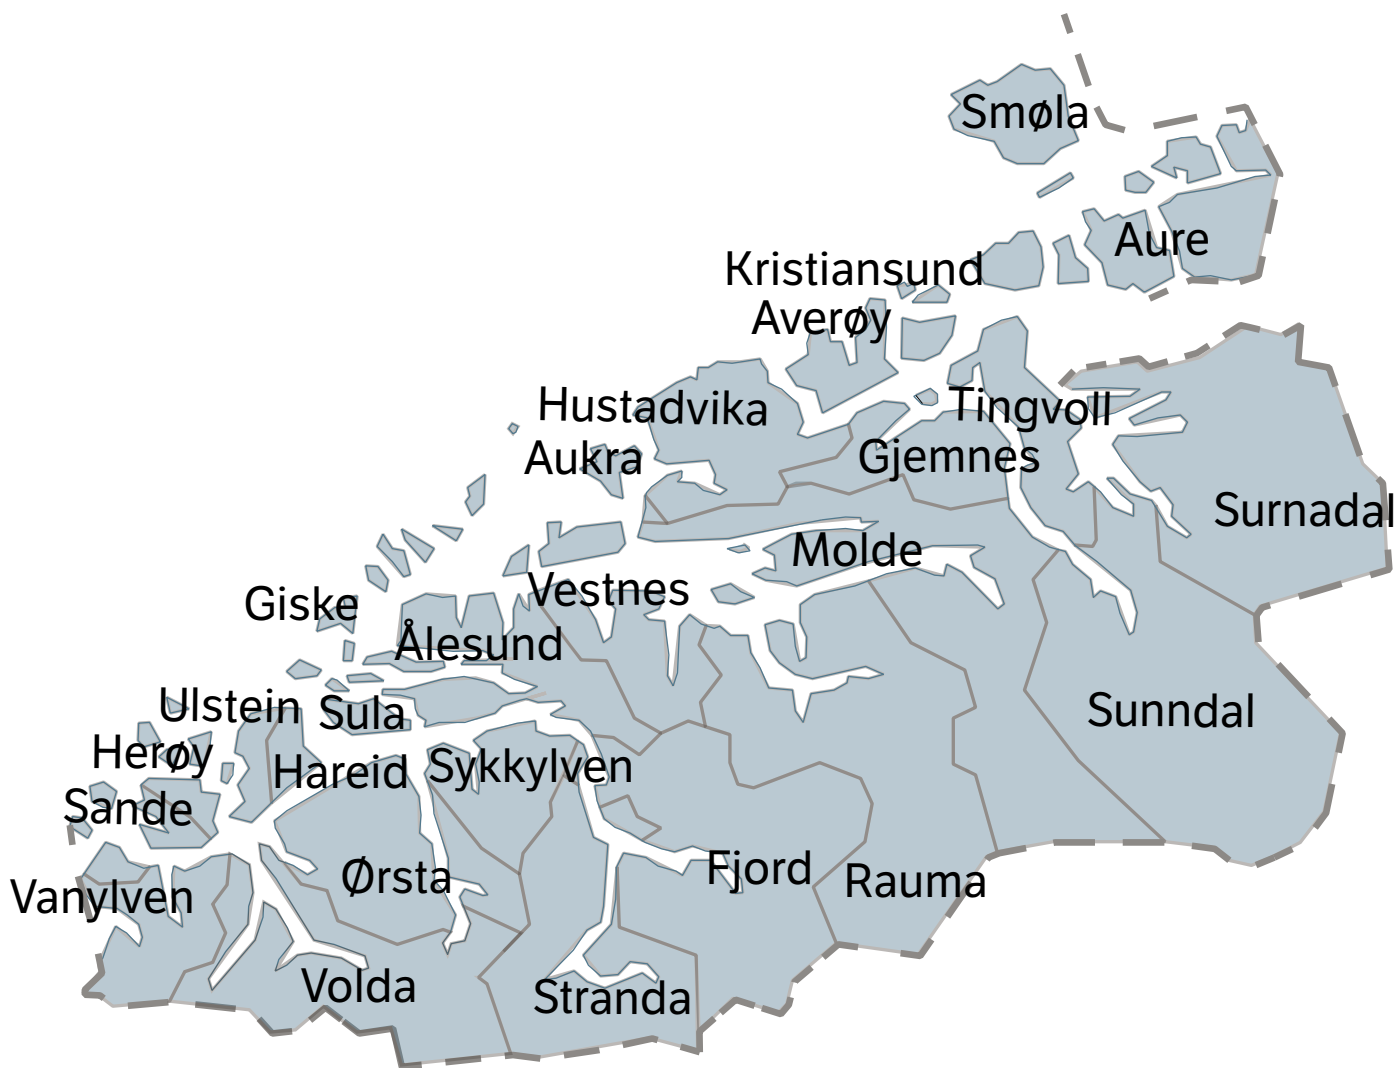 Smøla
Aure
Kristiansund
Averøy
Hustadvika
Tingvoll
Aukra
Gjemnes
Surnadal
Molde
Vestnes
Giske
Ålesund
Ulstein
Sula
Sunndal
Herøy
Hareid
Sykkylven
Sande
Fjord
Ørsta
Rauma
Vanylven
Volda
Stranda